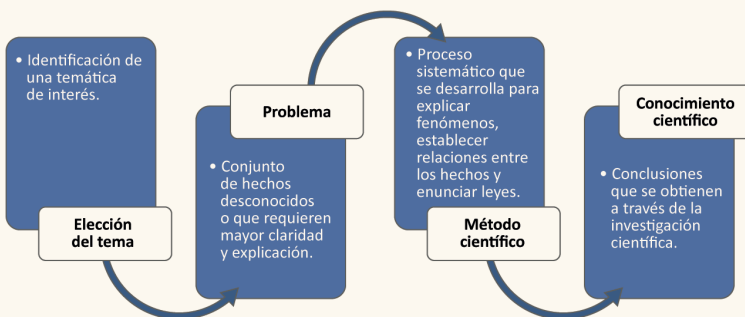 • Identificación de
una temática
de interés.
Elección
del tema
Problema
• Conjunto
de hechos
desconocidos
o que requieren
mayor claridad
y explicación.
• Proceso
sistemático que
se desarrolla para
explicar
fenómenos,
establecer
relaciones entre
los hechos y
enunciar leyes.
Método
científico
Conocimiento
científico
• Conclusiones
que se obtienen
a través de la
investigación
científica.